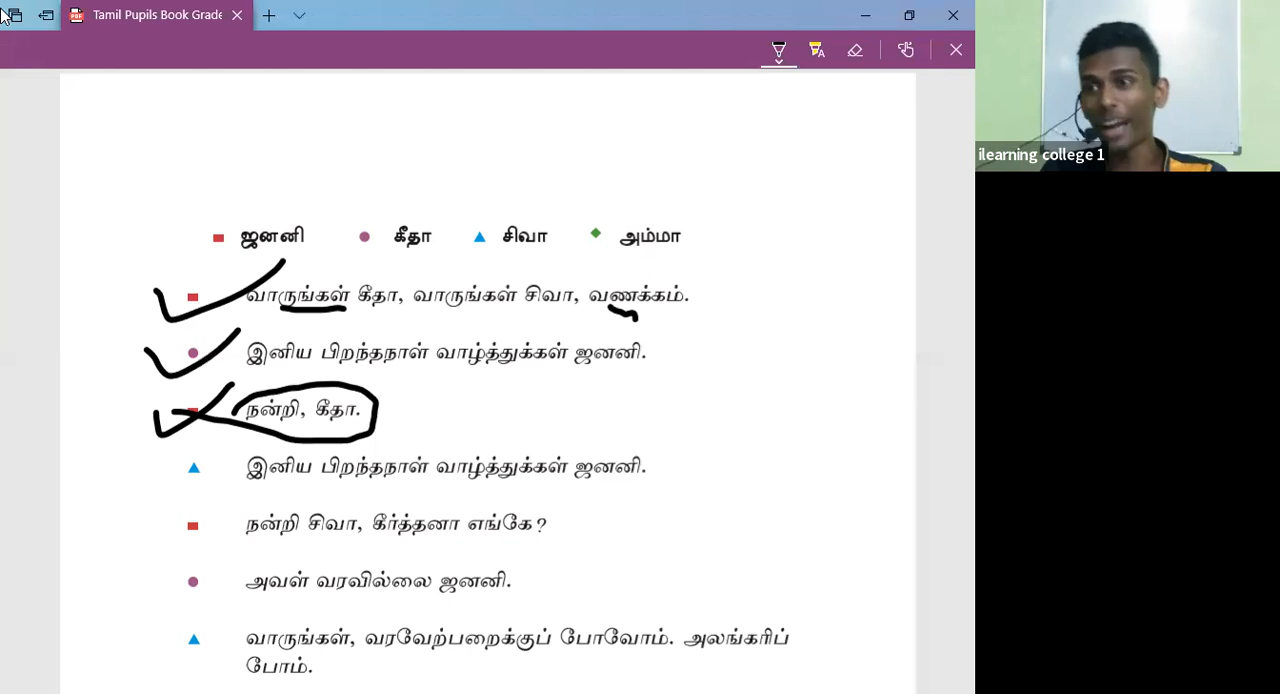 Tamil Pupils Book Grade
ilearning college 1
ஜனனி கீதா சிவா அம்மா
வாருங்கள் கீதா, வாருங்கள் சிவா, வணக்கம்.
இனிய பிறந்தநாள் வாழ்த்துக்கள் ஜனனி.
நன்றி, கீதா.
இனிய பிறந்தநாள் வாழ்த்துக்கள் ஜனனி.
நன்றி சிவா, கீர்த்தனா எங்கே?
அவள் வரவில்லை ஜனனி.
வாருங்கள், வரவேற்பறைக்குப் போவோம். அலங்கரிப்
போம்.